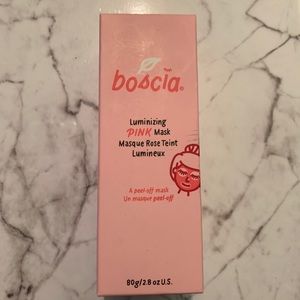 boscia®
Luminizing
PINK Mask
Masque Rose Teint
Lumineux
A peel-off mask
Un masque peel-off
80g/2.8 oz U.S.